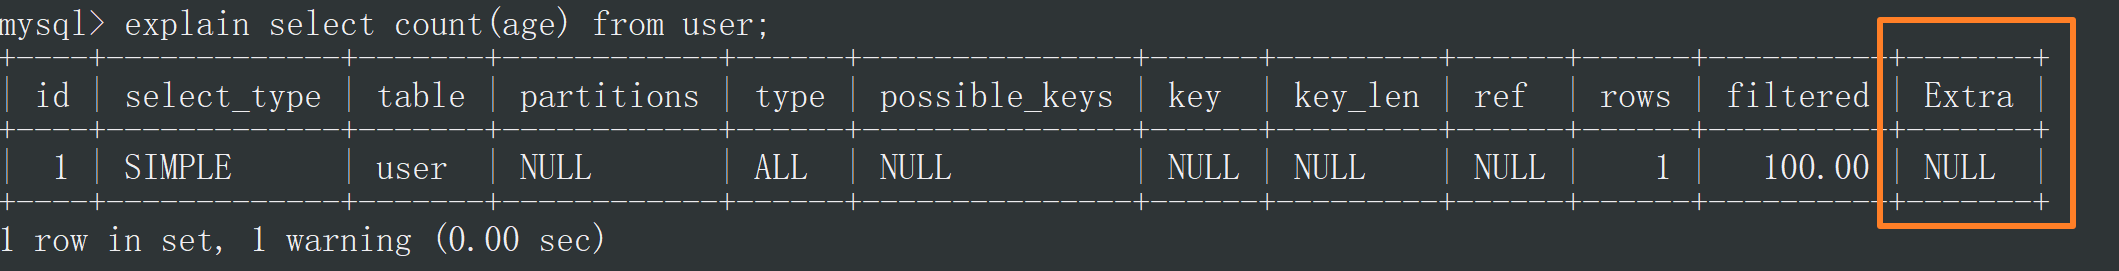 mysql> explain select count(age) from user;
+----+-------------+-------+------------+------+---------------+------+---------+------+------+----------+-------+
| id | select_type | table | partitions | type | possible_keys | key | key_len | ref | rows | filtered | Extra |
+----+-------------+-------+------------+------+---------------+------+---------+------+------+----------+-------+
| 1 | SIMPLE | user | NULL | ALL | NULL | NULL | NULL | NULL | 1 | 100.00 | NULL |
+----+-------------+-------+------------+------+---------------+------+---------+------+------+----------+-------+
1 row in set, 1 warning (0.00 sec)